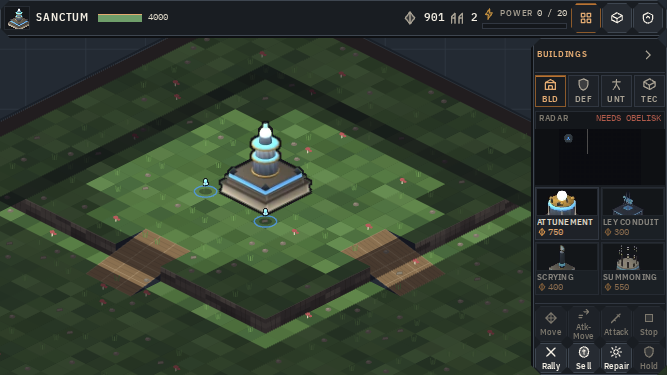 SANCTUM 4000 901 2 POWER 0 / 20
BUILDINGS
BLD DEF UNT TEC
RADAR NEEDS OBELISK
ATTUNEMENT LEY CONDUIT
750 300
SCRYING SUMMONING
400 550
Move Atk-Move Attack Stop
Rally Sell Repair Hold